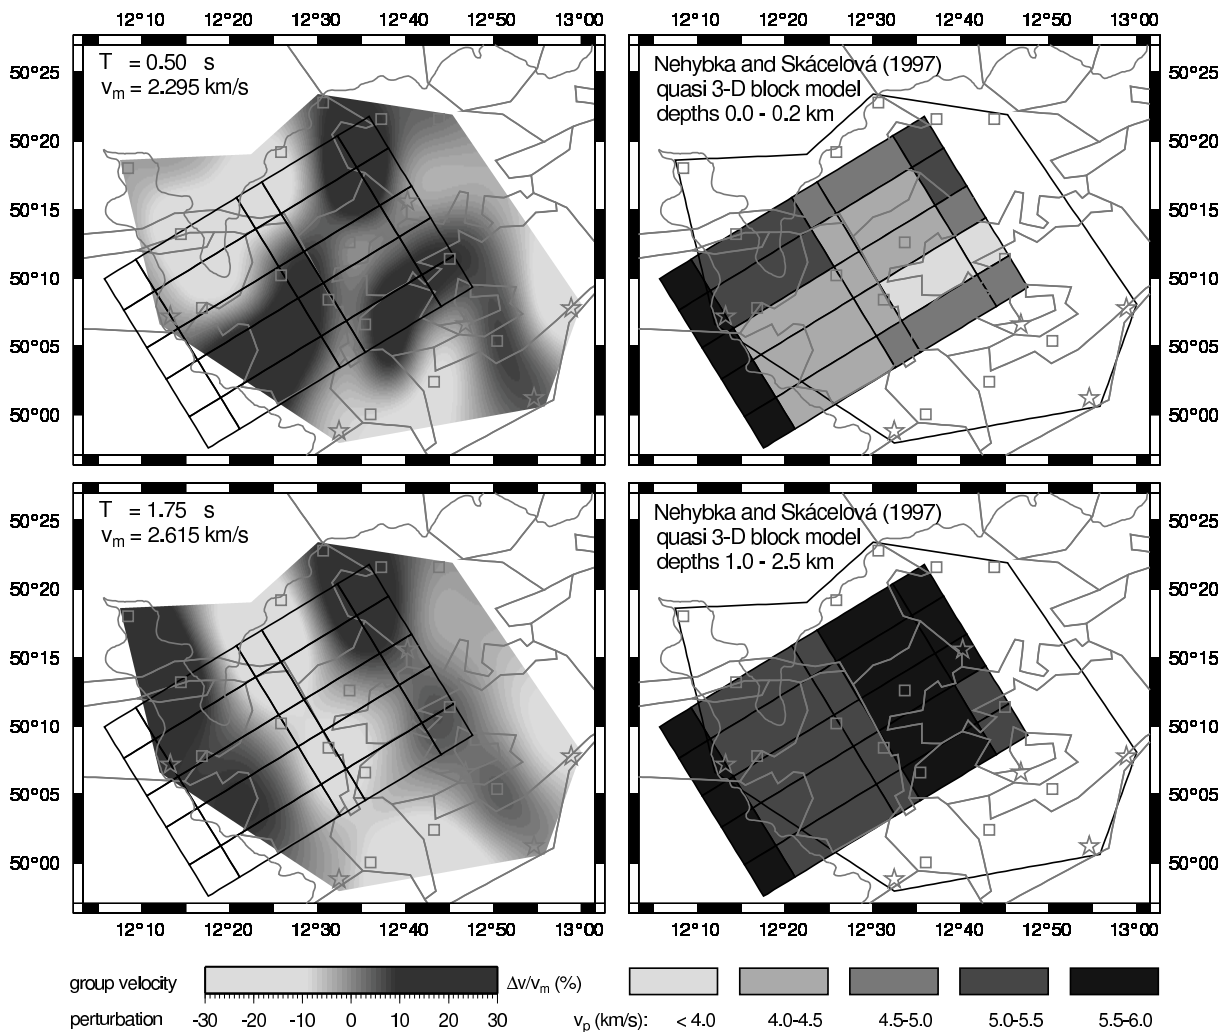 12°10 12°20 12°30 12°40 12°50 13°00 12°10 12°20 12°30 12°40 12°50 13°00
T = 0.50 s
v_m = 2.295 km/s
Nehybka and Skácelová (1997)
quasi 3-D block model
depths 0.0 - 0.2 km
50°25 50°25
50°20 50°20
50°15 50°15
50°10 50°10
50°05 50°05
50°00 50°00
T = 1.75 s
v_m = 2.615 km/s
Nehybka and Skácelová (1997)
quasi 3-D block model
depths 1.0 - 2.5 km
50°25 50°25
50°20 50°20
50°15 50°15
50°10 50°10
50°05 50°05
50°00 50°00
12°10 12°20 12°30 12°40 12°50 13°00 12°10 12°20 12°30 12°40 12°50 13°00
group velocity Δv/v_m (%)
perturbation -30 -20 -10 0 10 20 30
v_p (km/s): < 4.0 4.0-4.5 4.5-5.0 5.0-5.5 5.5-6.0